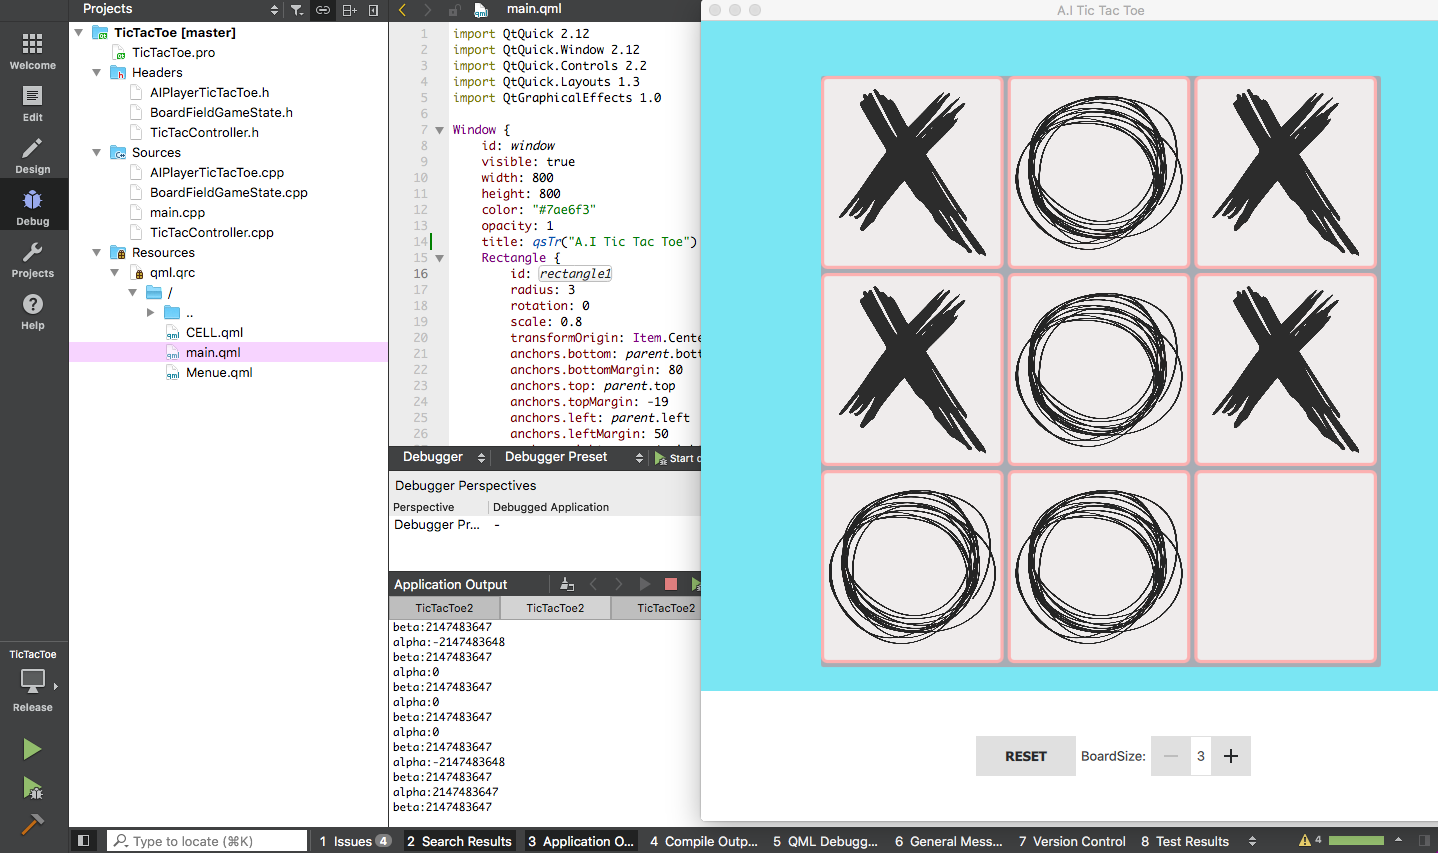 Projects
main.qml
A.I Tic Tac Toe
Welcome
Edit
Design
Debug
Projects
Help
TicTacToe
Release
TicTacToe [master]
TicTacToe.pro
Headers
AIPlayerTicTacToe.h
BoardFieldGameState.h
TicTacController.h
Sources
AIPlayerTicTacToe.cpp
BoardFieldGameState.cpp
main.cpp
TicTacController.cpp
Resources
qml.qrc
/
..
CELL.qml
main.qml
Menue.qml
1 import QtQuick 2.12
2 import QtQuick.Window 2.12
3 import QtQuick.Controls 2.2
4 import QtQuick.Layouts 1.3
5 import QtGraphicalEffects 1.0
6
7 Window {
8 id: window
9 visible: true
10 width: 800
11 height: 800
12 color: "#7ae6f3"
13 opacity: 1
14 title: qsTr("A.I Tic Tac Toe")
15 Rectangle {
16 id: rectangle1
17 radius: 3
18 rotation: 0
19 scale: 0.8
20 transformOrigin: Item.Cente
21 anchors.bottom: parent.bott
22 anchors.bottomMargin: 80
23 anchors.top: parent.top
24 anchors.topMargin: -19
25 anchors.left: parent.left
26 anchors.leftMargin: 50
Debugger Debugger Preset Start d
Debugger Perspectives
Perspective Debugged Application
Debugger Pr... -
Application Output
TicTacToe2 TicTacToe2 TicTacToe2
beta:2147483647
alpha:-2147483648
beta:2147483647
alpha:0
beta:2147483647
alpha:0
beta:2147483647
alpha:0
beta:2147483647
alpha:-2147483648
beta:2147483647
alpha:2147483647
beta:2147483647
RESET BoardSize: − 3 +
Type to locate (⌘K) 1 Issues 4 2 Search Results 3 Application O... 4 Compile Outp... 5 QML Debugg... 6 General Mess... 7 Version Control 8 Test Results 4